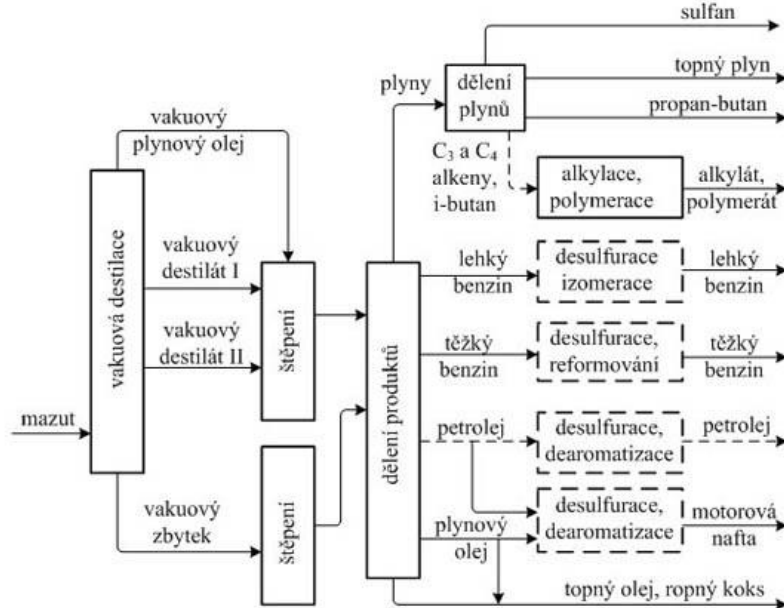 sulfan
topný plyn
propan-butan
plyny
dělení
plynů
C₃ a C₄
alkeny,
i-butan
alkylace,
polymerace
alkylát,
polymerát
vakuový
plynový olej
vakuová destilace
vakuový
destilát I
vakuový
destilát II
štěpení
mazut
vakuový
zbytek
štěpení
dělení produktů
lehký
benzin
desulfurace
izomerace
lehký
benzin
těžký
benzin
desulfurace,
reformování
těžký
benzin
petrolej
desulfurace,
dearomatizace
petrolej
plynový
olej
desulfurace,
dearomatizace
motorová
nafta
topný olej, ropný koks